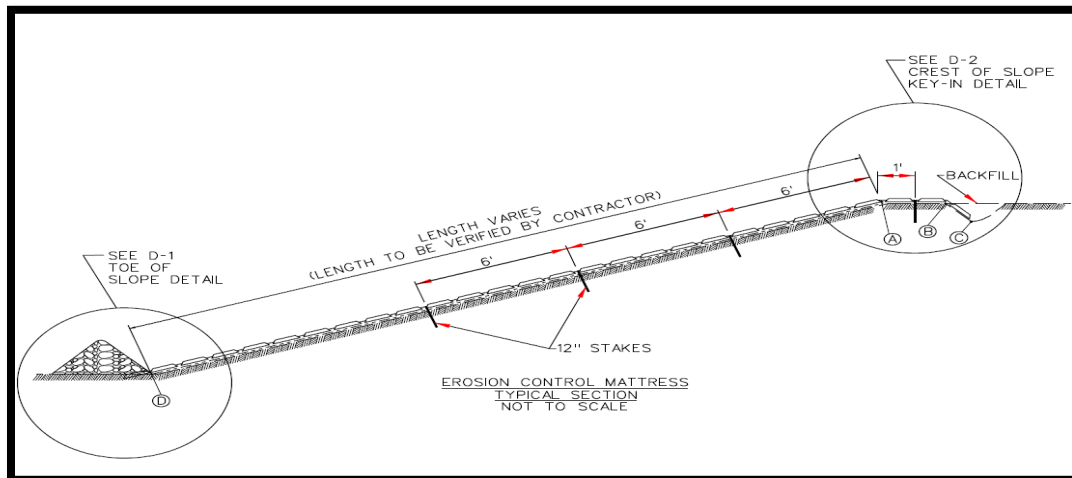 SEE D-2
CREST OF SLOPE
KEY-IN DETAIL
1'
BACKFILL
6'
LENGTH VARIES
(LENGTH TO BE VERIFIED BY CONTRACTOR)
6'
A
B
C
SEE D-1
TOE OF
SLOPE DETAIL
6'
12" STAKES
EROSION CONTROL MATTRESS
TYPICAL SECTION
NOT TO SCALE
D